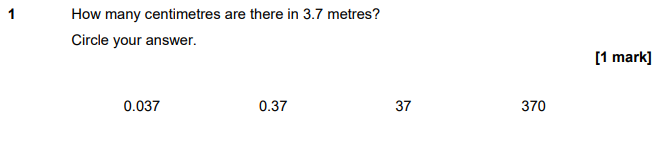 1 How many centimetres are there in 3.7 metres?
Circle your answer.
[1 mark]
0.037 0.37 37 370